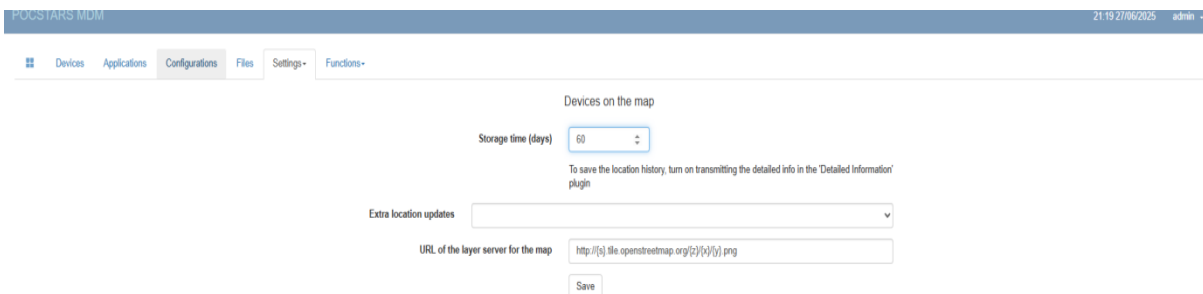 POCSTARS MDM 21:19 27/06/2025 admin
Devices Applications Configurations Files Settings Functions
Devices on the map
Storage time (days) 60
To save the location history, turn on transmitting the detailed info in the 'Detailed Information'
plugin
Extra location updates
URL of the layer server for the map http://{s}.tile.openstreetmap.org/{z}/{x}/{y}.png
Save